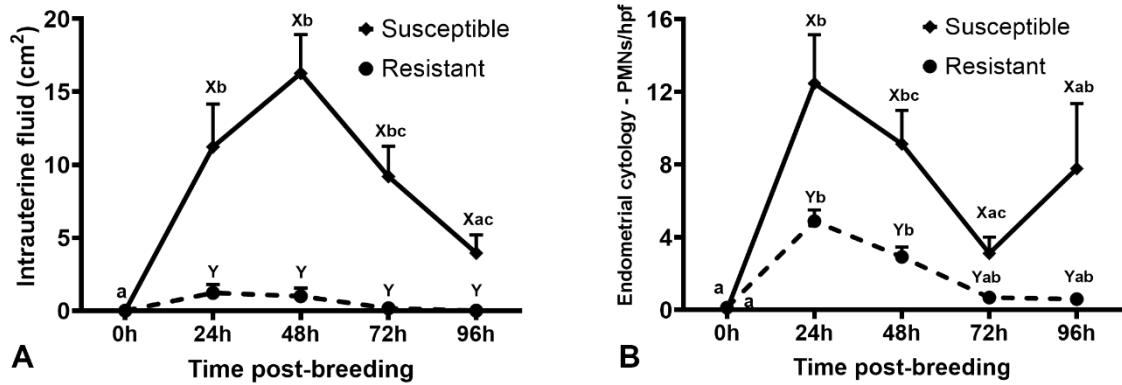 Intrauterine fluid (cm²)
20
15
10
5
0
Susceptible
Resistant
a
Xb
Xb
Xbc
Xac
Y
Y
Y
Y
0h 24h 48h 72h 96h
Time post-breeding
A
Endometrial cytology - PMNs/hpf
16
12
8
4
0
Susceptible
Resistant
a
a
Xb
Xbc
Xac
Xab
Yb
Yb
Yab
Yab
0h 24h 48h 72h 96h
Time post-breeding
B